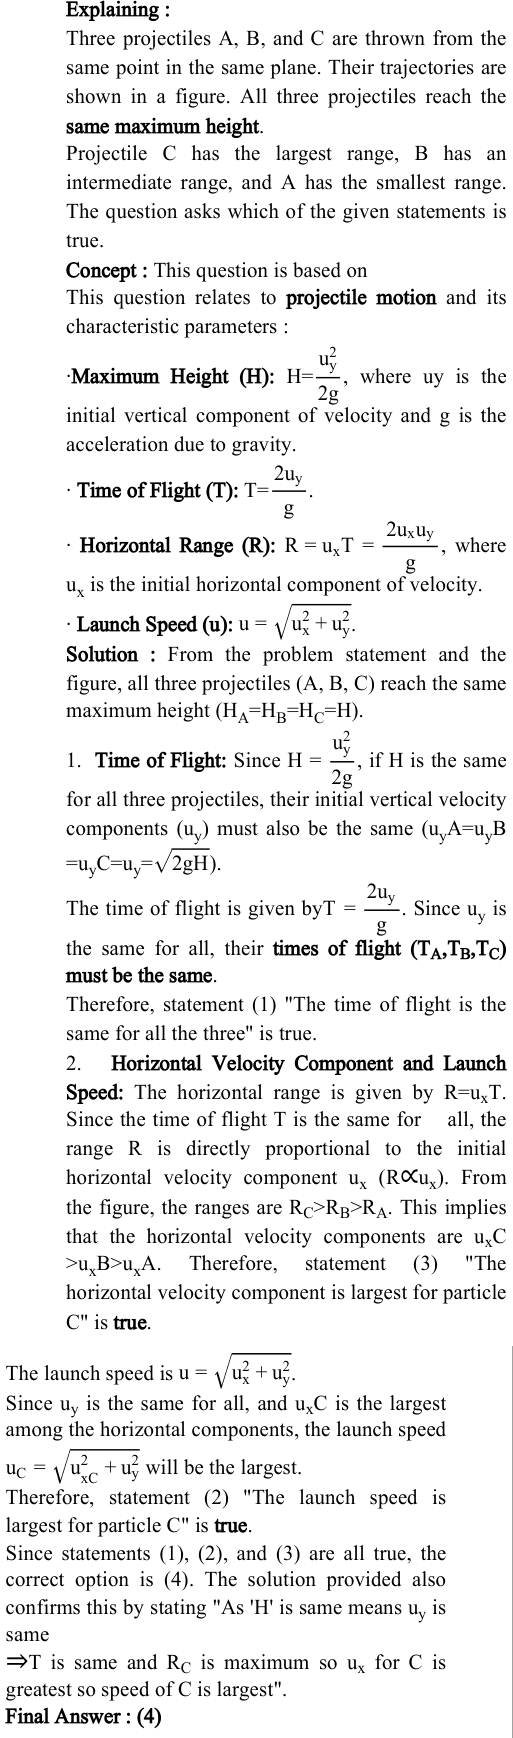 Explaining :
Three projectiles A, B, and C are thrown from the
same point in the same plane. Their trajectories are
shown in a figure. All three projectiles reach the
same maximum height.
Projectile C has the largest range, B has an
intermediate range, and A has the smallest range.
The question asks which of the given statements is
true.
Concept : This question is based on
This question relates to projectile motion and its
characteristic parameters :
·Maximum Height (H): H=u_y^2/2g, where uy is the
initial vertical component of velocity and g is the
acceleration due to gravity.
· Time of Flight (T): T=2u_y/g.
· Horizontal Range (R): R = u_xT = 2u_xu_y/g, where
u_x is the initial horizontal component of velocity.
· Launch Speed (u): u = √(u_x^2 + u_y^2).
Solution : From the problem statement and the
figure, all three projectiles (A, B, C) reach the same
maximum height (H_A=H_B=H_C=H).
1. Time of Flight: Since H = u_y^2/2g, if H is the same
for all three projectiles, their initial vertical velocity
components (u_y) must also be the same (u_yA=u_yB
=u_yC=u_y=√(2gH)).
The time of flight is given byT = 2u_y/g. Since u_y is
the same for all, their times of flight (T_A,T_B,T_C)
must be the same.
Therefore, statement (1) "The time of flight is the
same for all the three" is true.
2. Horizontal Velocity Component and Launch
Speed: The horizontal range is given by R=u_xT.
Since the time of flight T is the same for all, the
range R is directly proportional to the initial
horizontal velocity component u_x (R∝u_x). From
the figure, the ranges are R_C>R_B>R_A. This implies
that the horizontal velocity components are u_xC
>u_xB>u_xA. Therefore, statement (3) "The
horizontal velocity component is largest for particle
C" is true.
The launch speed is u = √(u_x^2 + u_y^2).
Since u_y is the same for all, and u_xC is the largest
among the horizontal components, the launch speed
u_C = √(u_xC^2 + u_y^2) will be the largest.
Therefore, statement (2) "The launch speed is
largest for particle C" is true.
Since statements (1), (2), and (3) are all true, the
correct option is (4). The solution provided also
confirms this by stating "As 'H' is same means u_y is
same
⇒T is same and R_C is maximum so u_x for C is
greatest so speed of C is largest".
Final Answer : (4)